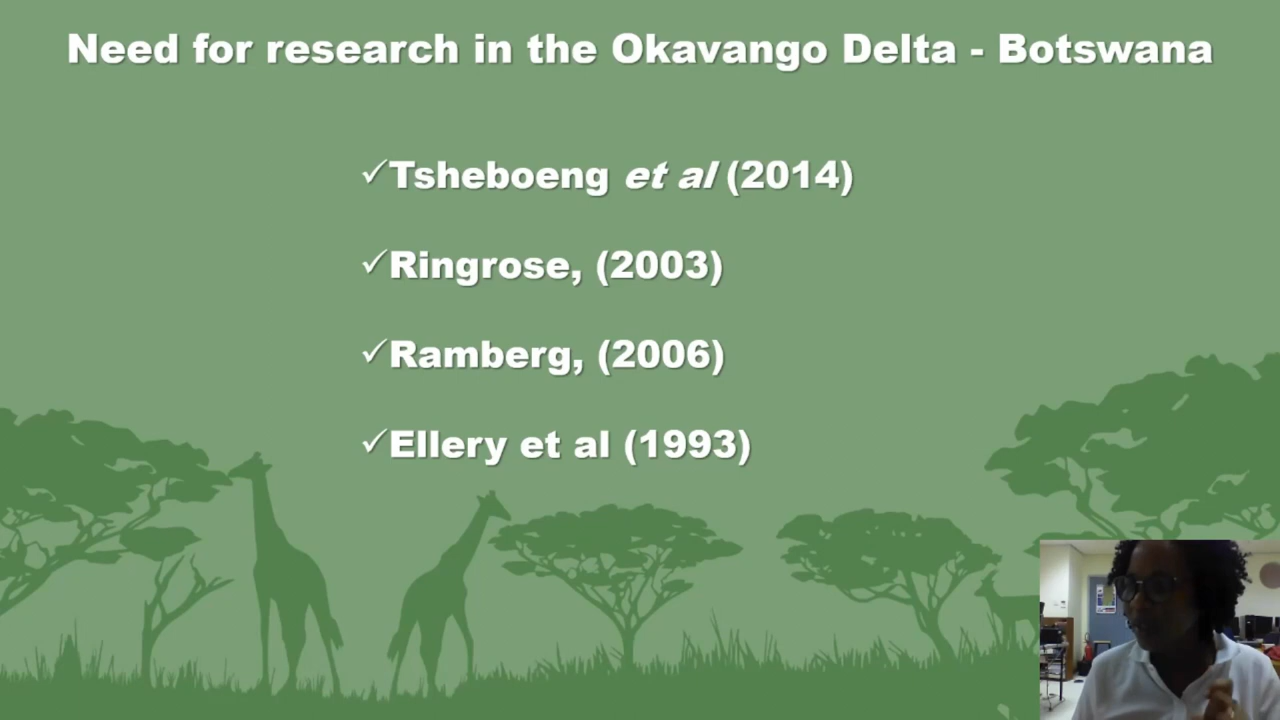 Need for research in the Okavango Delta - Botswana
✓Tsheboeng et al (2014)
✓Ringrose, (2003)
✓Ramberg, (2006)
✓Ellery et al (1993)